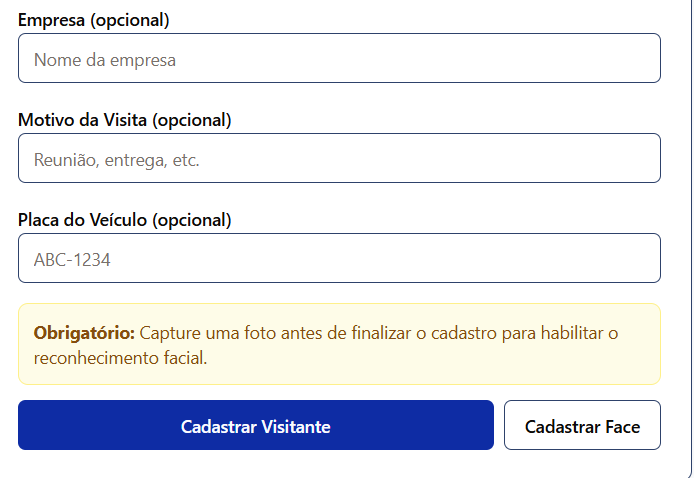 Empresa (opcional)
Nome da empresa
Motivo da Visita (opcional)
Reunião, entrega, etc.
Placa do Veículo (opcional)
ABC-1234
Obrigatório: Capture uma foto antes de finalizar o cadastro para habilitar o
reconhecimento facial.
Cadastrar Visitante
Cadastrar Face